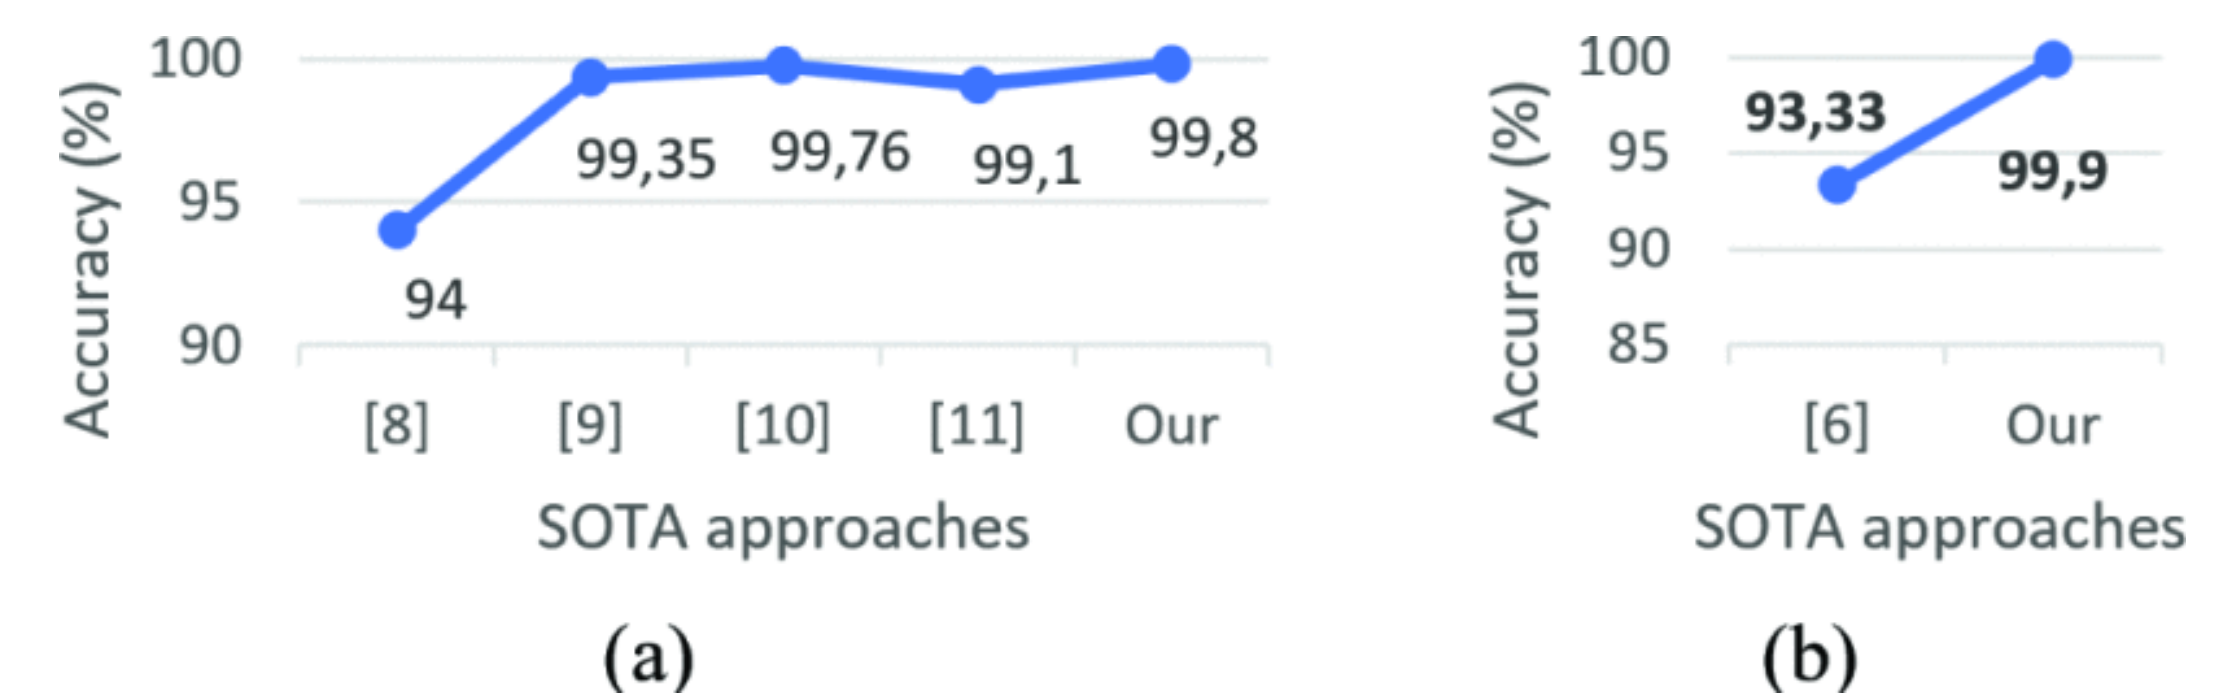 Accuracy (%)
100
95
90
94
99,35
99,76
99,1
99,8
[8]
[9]
[10]
[11]
Our
SOTA approaches
(a)
Accuracy (%)
100
95
90
85
93,33
99,9
[6]
Our
SOTA approaches
(b)